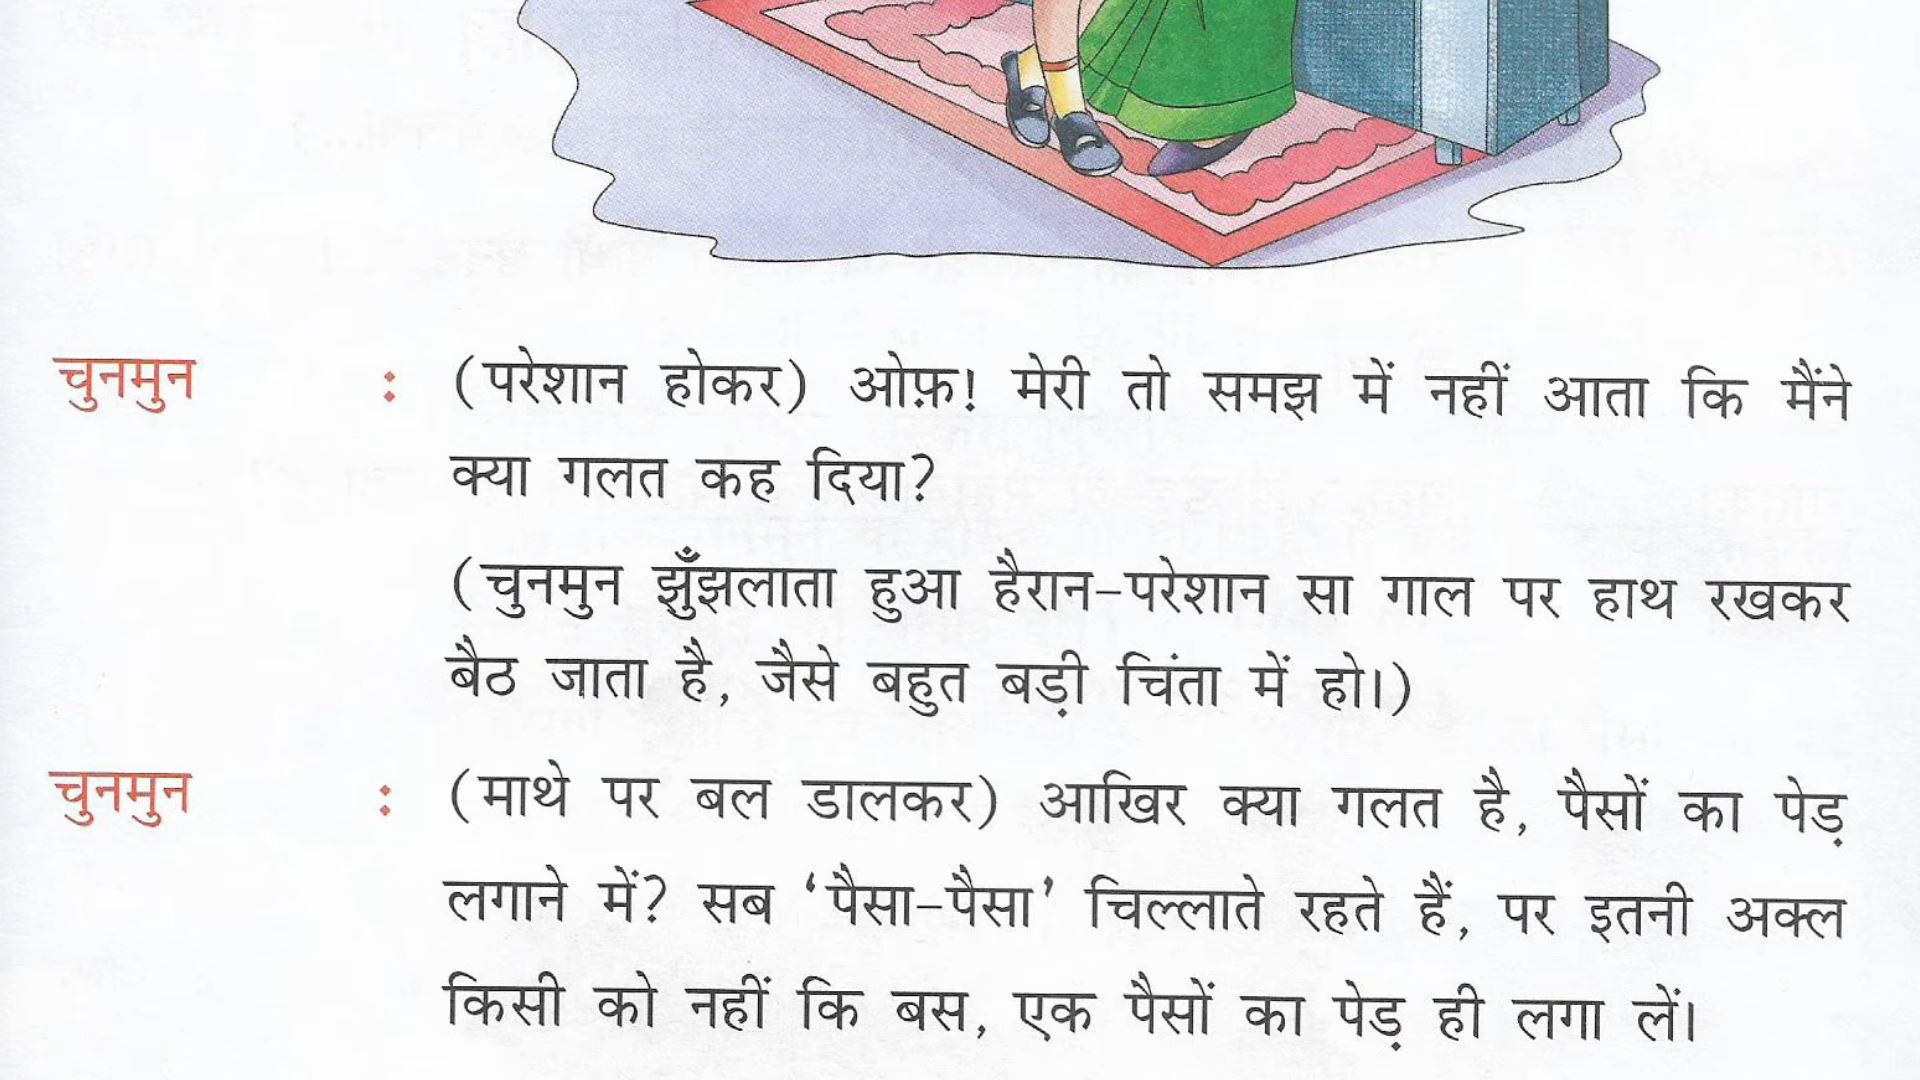 चुनमुन : (परेशान होकर) ओफ़! मेरी तो समझ में नहीं आता कि मैंने
क्या गलत कह दिया?
(चुनमुन झुँझलाता हुआ हैरान-परेशान सा गाल पर हाथ रखकर
बैठ जाता है, जैसे बहुत बड़ी चिंता में हो।)
चुनमुन : (माथे पर बल डालकर) आखिर क्या गलत है, पैसों का पेड़
लगाने में? सब ‘पैसा-पैसा’ चिल्लाते रहते हैं, पर इतनी अक्ल
किसी को नहीं कि बस, एक पैसों का पेड़ ही लगा लें।